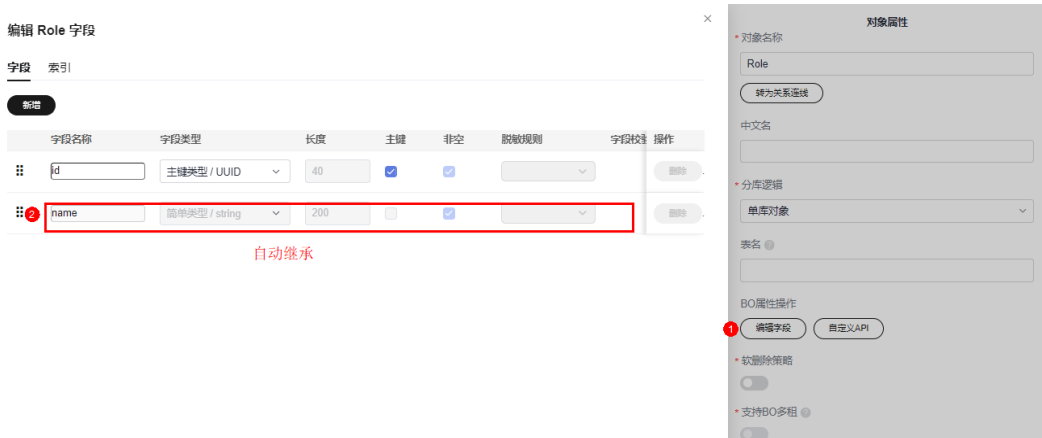 编辑 Role 字段
字段 索引
新增
字段名称 字段类型 长度 主键 非空 脱敏规则 字段校验 操作
id 主键类型 / UUID 40 删除
2 name 简单类型 / string 200 删除
自动继承
对象属性
* 对象名称
Role
转为关系连线
中文名
* 分库逻辑
单库对象
表名
BO属性操作
1 编辑字段 自定义API
* 软删除策略
* 支持BO多租